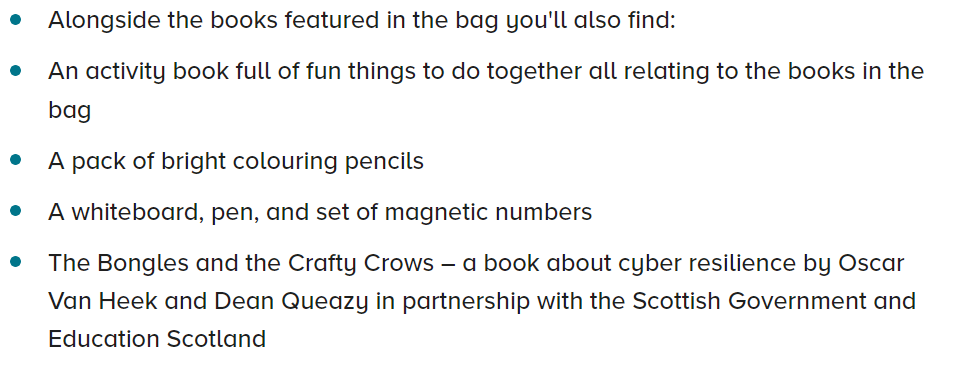 Alongside the books featured in the bag you'll also find:
An activity book full of fun things to do together all relating to the books in the
bag
A pack of bright colouring pencils
A whiteboard, pen, and set of magnetic numbers
The Bongles and the Crafty Crows – a book about cyber resilience by Oscar
Van Heek and Dean Queazy in partnership with the Scottish Government and
Education Scotland